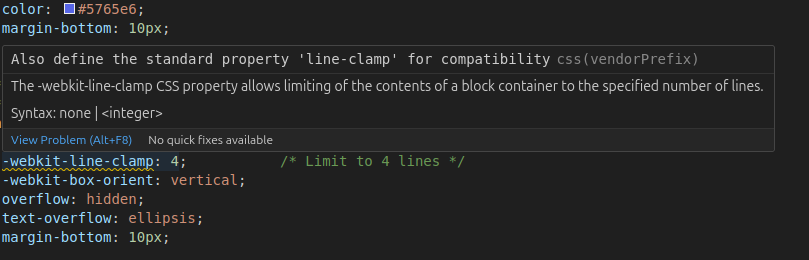 color: #5765e6;
margin-bottom: 10px;
Also define the standard property 'line-clamp' for compatibility css(vendorPrefix)
The -webkit-line-clamp CSS property allows limiting of the contents of a block container to the specified number of lines.
Syntax: none | <integer>
View Problem (Alt+F8) No quick fixes available
-webkit-line-clamp: 4; /* Limit to 4 lines */
-webkit-box-orient: vertical;
overflow: hidden;
text-overflow: ellipsis;
margin-bottom: 10px;